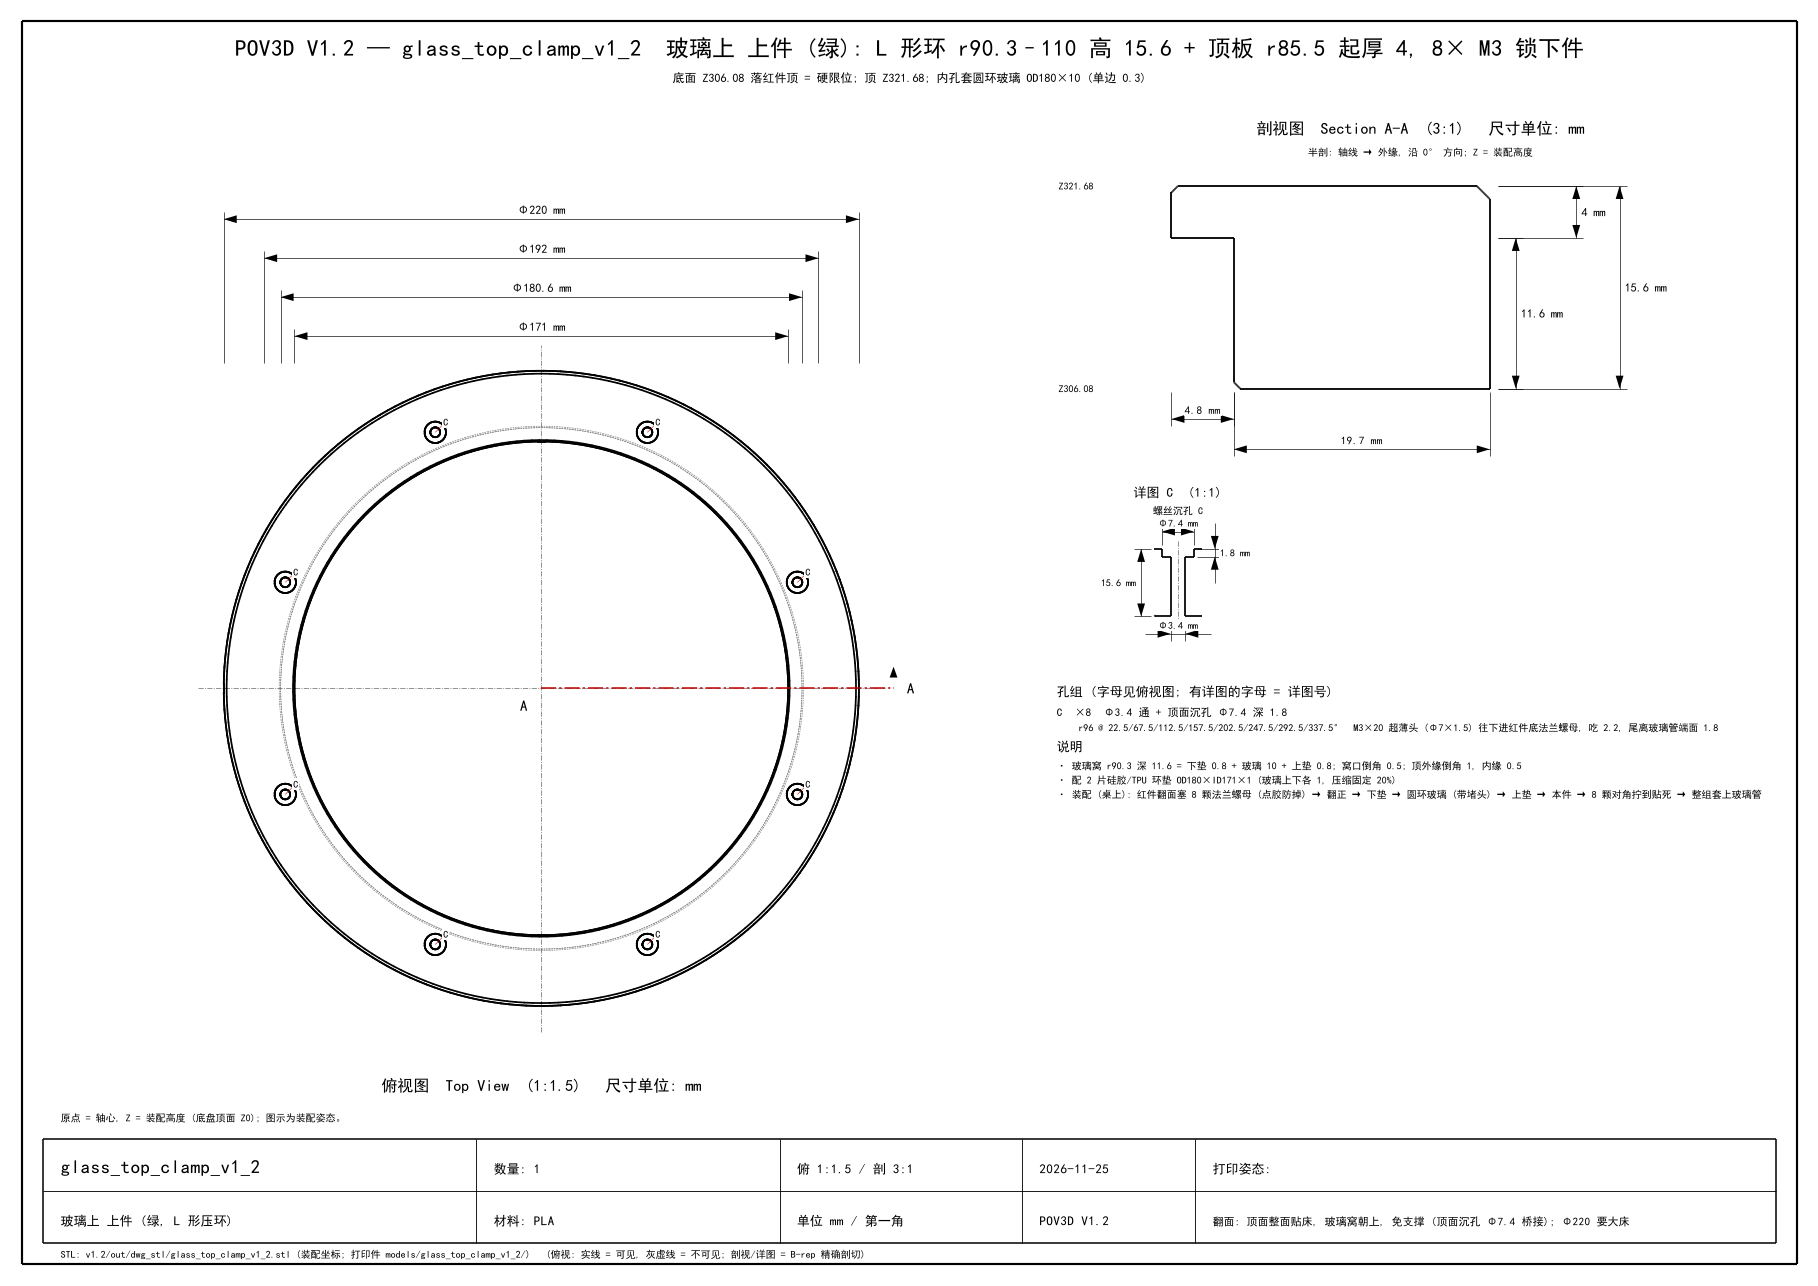 POV3D V1.2 — glass_top_clamp_v1_2  玻璃上 上件 (绿): L 形环 r90.3–110 高 15.6 + 顶板 r85.5 起厚 4, 8× M3 锁下件
底面 Z306.08 落红件顶 = 硬限位; 顶 Z321.68; 内孔套圆环玻璃 OD180×10 (单边 0.3)
剖视图  Section A-A  (3:1)   尺寸单位: mm
半剖: 轴线 → 外缘, 沿 0° 方向; Z = 装配高度
Z321.68
4 mm
15.6 mm
11.6 mm
Z306.08
4.8 mm
19.7 mm
Φ220 mm
Φ192 mm
Φ180.6 mm
Φ171 mm
C
C
C
C
C
C
C
C
A
A
详图 C  (1:1)
螺丝沉孔 C
Φ7.4 mm
1.8 mm
15.6 mm
Φ3.4 mm
孔组 (字母见俯视图; 有详图的字母 = 详图号)
C  ×8  Φ3.4 通 + 顶面沉孔 Φ7.4 深 1.8
r96 @ 22.5/67.5/112.5/157.5/202.5/247.5/292.5/337.5°  M3×20 超薄头 (Φ7×1.5) 往下进红件底法兰螺母, 吃 2.2, 尾离玻璃管端面 1.8
说明
· 玻璃窝 r90.3 深 11.6 = 下垫 0.8 + 玻璃 10 + 上垫 0.8; 窝口倒角 0.5; 顶外缘倒角 1, 内缘 0.5
· 配 2 片硅胶/TPU 环垫 OD180×ID171×1 (玻璃上下各 1, 压缩固定 20%)
· 装配 (桌上): 红件翻面塞 8 颗法兰螺母 (点胶防掉) → 翻正 → 下垫 → 圆环玻璃 (带堵头) → 上垫 → 本件 → 8 颗对角拧到贴死 → 整组套上玻璃管
俯视图  Top View  (1:1.5)   尺寸单位: mm
原点 = 轴心, Z = 装配高度 (底盘顶面 Z0); 图示为装配姿态。
glass_top_clamp_v1_2
数量: 1
俯 1:1.5 / 剖 3:1
2026-11-25
打印姿态:
玻璃上 上件 (绿, L 形压环)
材料: PLA
单位 mm / 第一角
POV3D V1.2
翻面: 顶面整面贴床, 玻璃窝朝上, 免支撑 (顶面沉孔 Φ7.4 桥接); Φ220 要大床
STL: v1.2/out/dwg_stl/glass_top_clamp_v1_2.stl (装配坐标; 打印件 models/glass_top_clamp_v1_2/)   (俯视: 实线 = 可见, 灰虚线 = 不可见; 剖视/详图 = B-rep 精确剖切)